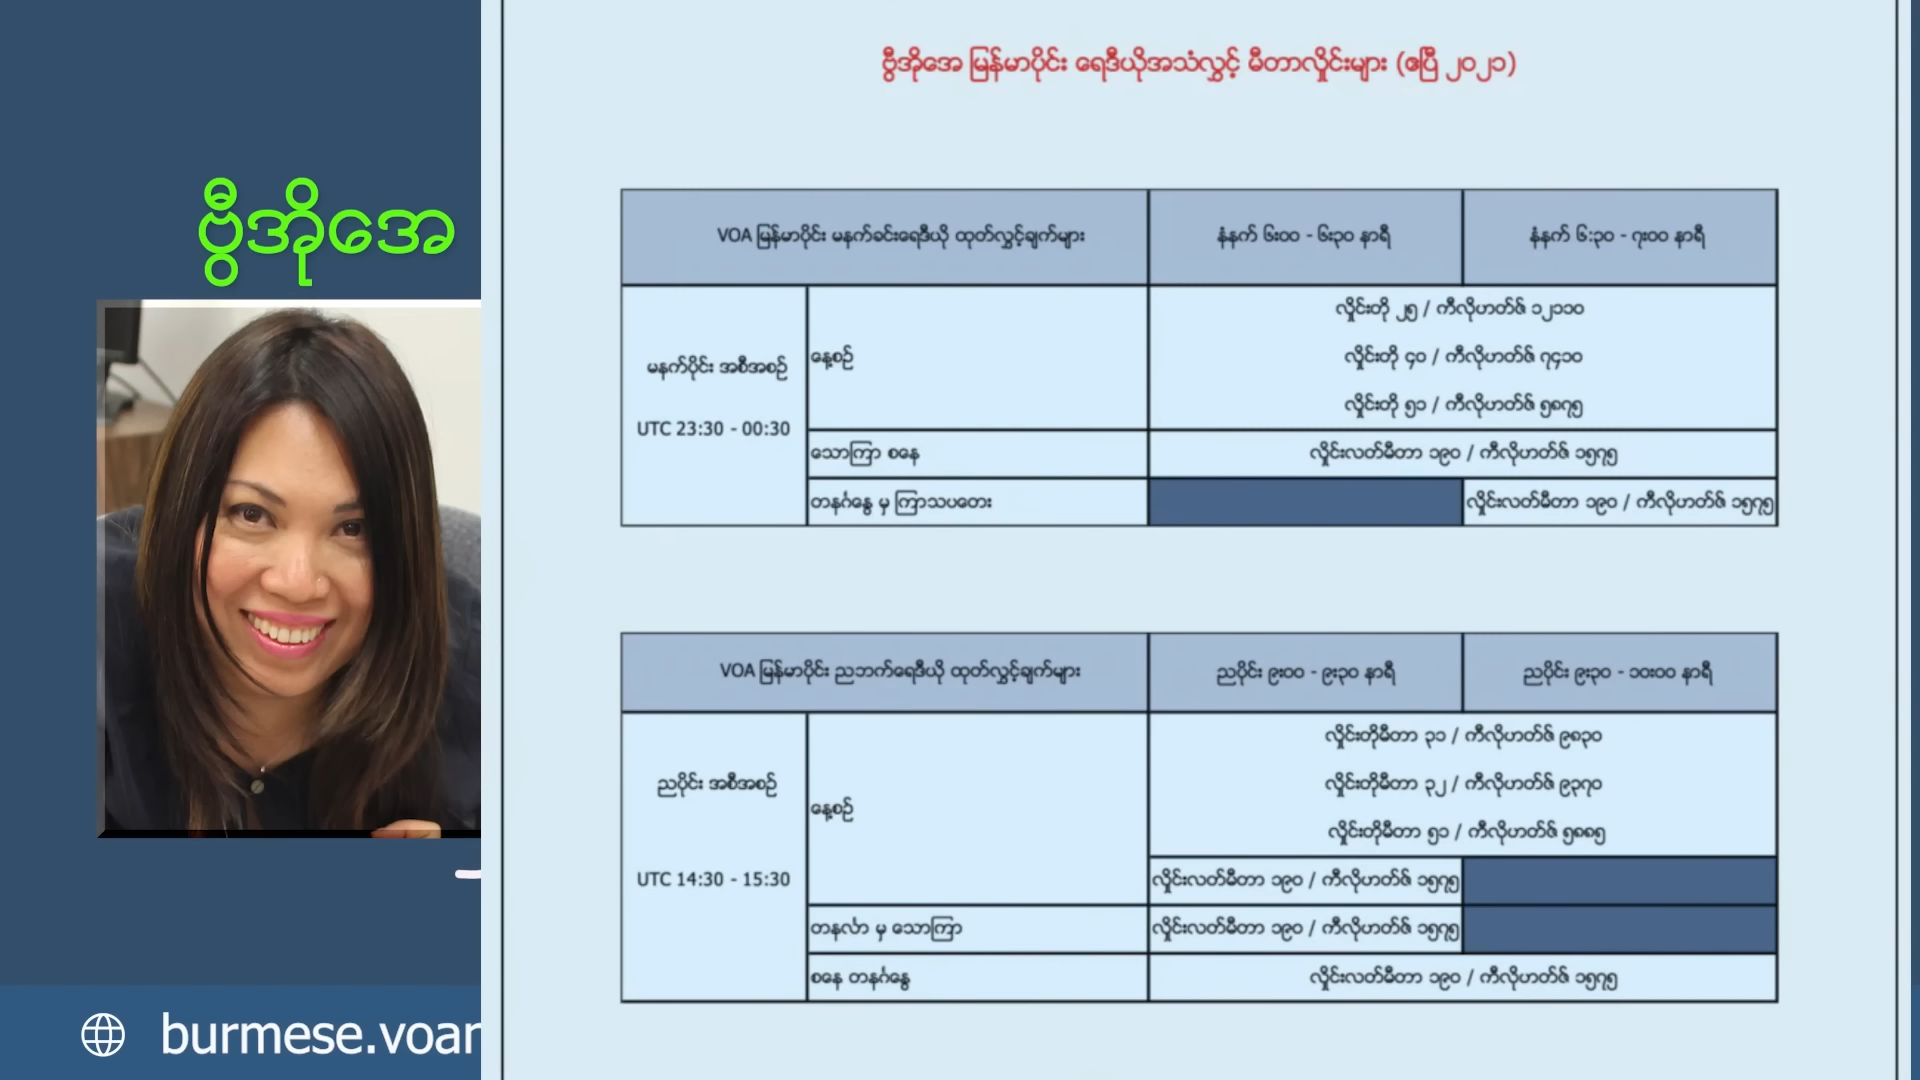 ဗွီအိုအေ မြန်မာပိုင်း ရေဒီယိုအသံလွှင့် မီတာလှိုင်းများ (ဧပြီ ၂၀၂၁)
ဗွီအိုအေ
VOA မြန်မာပိုင်း မနက်ခင်းရေဒီယို ထုတ်လွှင့်ချက်များ
နံနက် ၆း၀၀ - ၆း၃၀ နာရီ
နံနက် ၆:၃၀ - ၇း၀၀ နာရီ
မနက်ပိုင်း အစီအစဉ်
UTC 23:30 - 00:30
နေ့စဉ်
လှိုင်းတို ၂၅ / ကီလိုဟတ်ဇ် ၁၂၁၁၀
လှိုင်းတို ၄၀ / ကီလိုဟတ်ဇ် ၇၄၁၀
လှိုင်းတို ၅၁ / ကီလိုဟတ်ဇ် ၅၈၇၅
သောကြာ စနေ
လှိုင်းလတ်မီတာ ၁၉၀ / ကီလိုဟတ်ဇ် ၁၅၇၅
တနင်္ဂနွေ မှ ကြာသပတေး
လှိုင်းလတ်မီတာ ၁၉၀ / ကီလိုဟတ်ဇ် ၁၅၇၅
VOA မြန်မာပိုင်း ညဘက်ရေဒီယို ထုတ်လွှင့်ချက်များ
ညပိုင်း ၉း၀၀ - ၉း၃၀ နာရီ
ညပိုင်း ၉း၃၀ - ၁၀း၀၀ နာရီ
ညပိုင်း အစီအစဉ်
UTC 14:30 - 15:30
နေ့စဉ်
လှိုင်းတိုမီတာ ၃၁ / ကီလိုဟတ်ဇ် ၉၈၃၀
လှိုင်းတိုမီတာ ၃၂ / ကီလိုဟတ်ဇ် ၉၃၇၀
လှိုင်းတိုမီတာ ၅၁ / ကီလိုဟတ်ဇ် ၅၈၈၅
လှိုင်းလတ်မီတာ ၁၉၀ / ကီလိုဟတ်ဇ် ၁၅၇၅
တနင်္လာ မှ သောကြာ
လှိုင်းလတ်မီတာ ၁၉၀ / ကီလိုဟတ်ဇ် ၁၅၇၅
စနေ တနင်္ဂနွေ
လှိုင်းလတ်မီတာ ၁၉၀ / ကီလိုဟတ်ဇ် ၁၅၇၅
burmese.voan